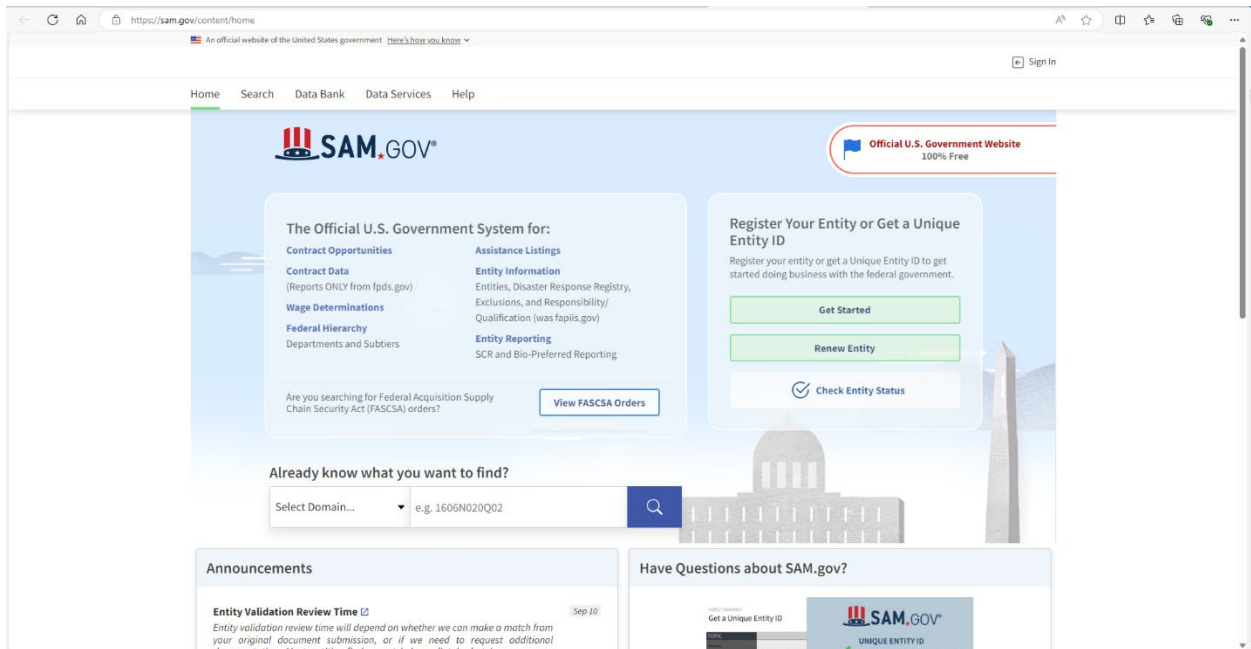 https://sam.gov/content/home
An official website of the United States government Here's how you know
Sign In
Home Search Data Bank Data Services Help
SAM.GOV®
Official U.S. Government Website
100% Free
The Official U.S. Government System for:
Contract Opportunities
Contract Data
(Reports ONLY from fpds.gov)
Wage Determinations
Federal Hierarchy
Departments and Subtiers
Assistance Listings
Entity Information
Entities, Disaster Response Registry,
Exclusions, and Responsibility/
Qualification (was fapiis.gov)
Entity Reporting
SCR and Bio-Preferred Reporting
Are you searching for Federal Acquisition Supply
Chain Security Act (FASCSA) orders?
View FASCSA Orders
Register Your Entity or Get a Unique
Entity ID
Register your entity or get a Unique Entity ID to get
started doing business with the federal government.
Get Started
Renew Entity
Check Entity Status
Already know what you want to find?
Select Domain... e.g. 1606N020Q02
Announcements
Entity Validation Review Time
Sep 10
Entity validation review time will depend on whether we can make a match from
your original document submission, or if we need to request additional
Have Questions about SAM.gov?
Get a Unique Entity ID
TOPIC
SAM.GOV®
UNIQUE ENTITY ID